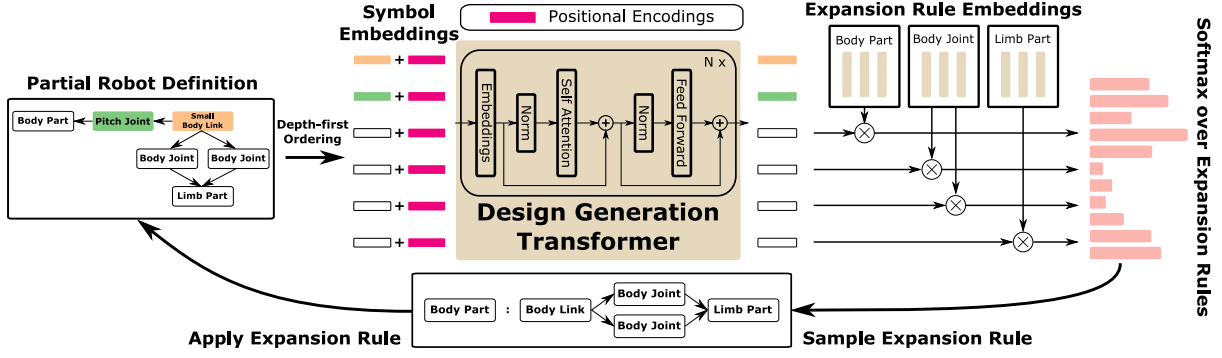 Symbol
Embeddings
Positional Encodings
Expansion Rule Embeddings
Body Part
Body Joint
Limb Part
N x
Partial Robot Definition
Body Part
Pitch Joint
Small
Body Link
Body Joint
Body Joint
Limb Part
Depth-first
Ordering
+
+
+
+
+
+
Embeddings
Norm
Self Attention
+
Norm
Feed Forward
+
Design Generation
Transformer
×
×
×
×
Softmax over Expansion Rules
Body Part
:
Body Link
Body Joint
Body Joint
Limb Part
Apply Expansion Rule
Sample Expansion Rule